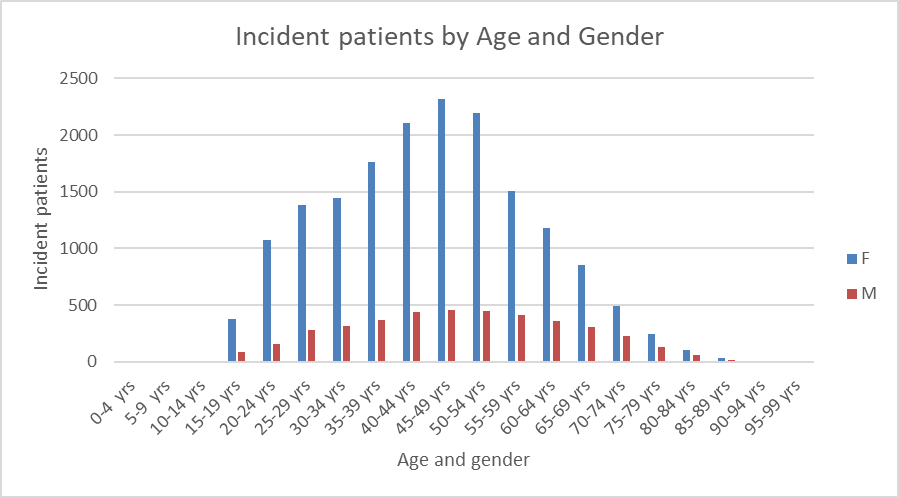 Incident patients by Age and Gender
Incident patients
2500
2000
1500
1000
500
0
0-4 yrs
5-9 yrs
10-14 yrs
15-19 yrs
20-24 yrs
25-29 yrs
30-34 yrs
35-39 yrs
40-44 yrs
45-49 yrs
50-54 yrs
55-59 yrs
60-64 yrs
65-69 yrs
70-74 yrs
75-79 yrs
80-84 yrs
85-89 yrs
90-94 yrs
95-99 yrs
Age and gender
F
M